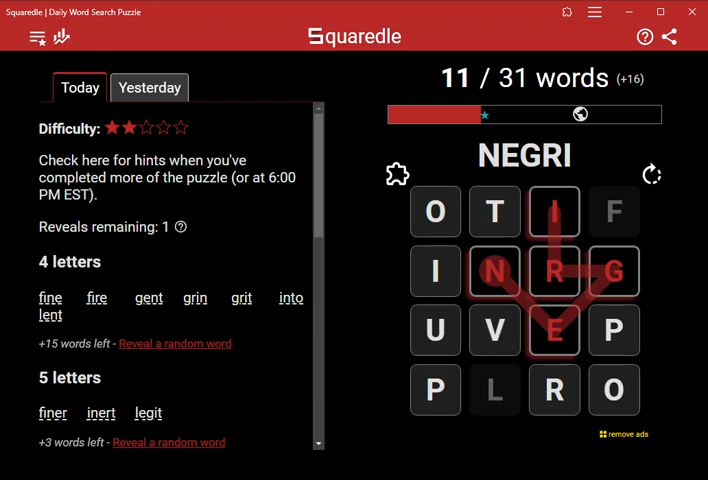 Squaredle | Daily Word Search Puzzle
Squaredle
Today Yesterday
11 / 31 words (+16)
Difficulty:
Check here for hints when you've
completed more of the puzzle (or at 6:00
PM EST).
Reveals remaining: 1 ?
4 letters
fine fire gent grin grit into
lent
+15 words left - Reveal a random word
5 letters
finer inert legit
+3 words left - Reveal a random word
NEGRI
O T I F
I N R G
U V E P
P L R O
remove ads